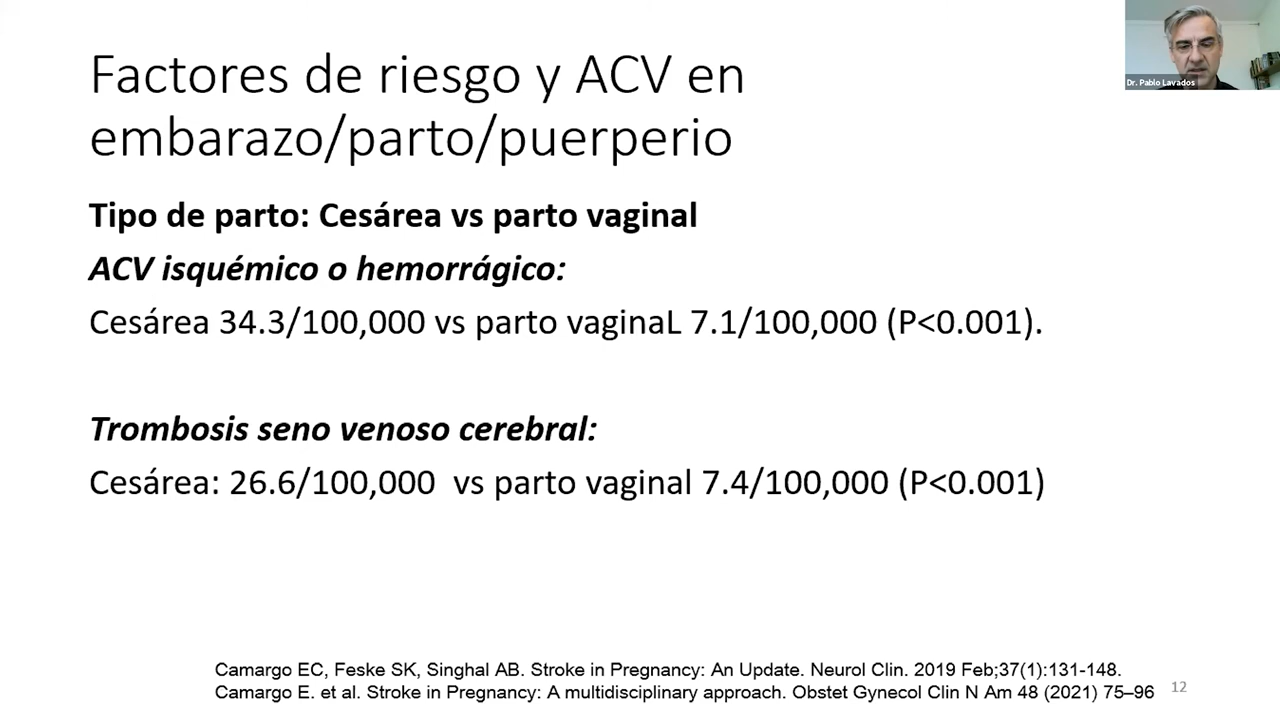 Factores de riesgo y ACV en
embarazo/parto/puerperio
Dr. Pablo Lavados
Tipo de parto: Cesárea vs parto vaginal
ACV isquémico o hemorrágico:
Cesárea 34.3/100,000 vs parto vaginaL 7.1/100,000 (P<0.001).
Trombosis seno venoso cerebral:
Cesárea: 26.6/100,000  vs parto vaginal 7.4/100,000 (P<0.001)
Camargo EC, Feske SK, Singhal AB. Stroke in Pregnancy: An Update. Neurol Clin. 2019 Feb;37(1):131-148.
Camargo E. et al. Stroke in Pregnancy: A multidisciplinary approach. Obstet Gynecol Clin N Am 48 (2021) 75–96
12